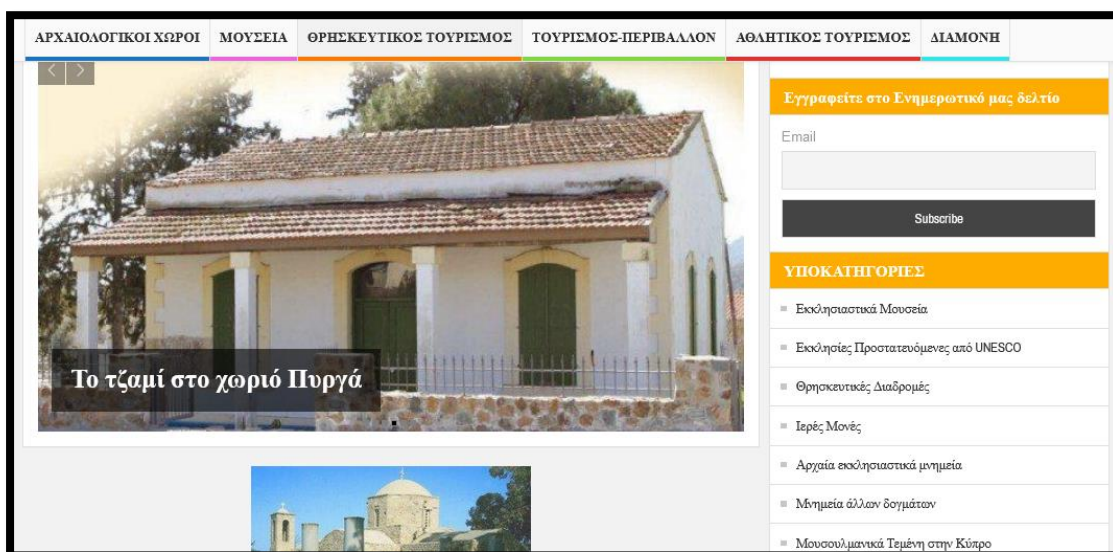 ΑΡΧΑΙΟΛΟΓΙΚΟΙ ΧΩΡΟΙ ΜΟΥΣΕΙΑ ΘΡΗΣΚΕΥΤΙΚΟΣ ΤΟΥΡΙΣΜΟΣ ΤΟΥΡΙΣΜΟΣ-ΠΕΡΙΒΑΛΛΟΝ ΑΘΛΗΤΙΚΟΣ ΤΟΥΡΙΣΜΟΣ ΔΙΑΜΟΝΗ
Το τζαμί στο χωριό Πυργά
Εγγραφείτε στο Ενημερωτικό μας δελτίο
Email
Subscribe
ΥΠΟΚΑΤΗΓΟΡΙΕΣ
Εκκλησιαστικά Μουσεία
Εκκλησίες Προστατευόμενες από UNESCO
Θρησκευτικές Διαδρομές
Ιερές Μονές
Αρχαία εκκλησιαστικά μνημεία
Μνημεία άλλων δογμάτων
Μουσουλμανικά Τεμένη στην Κύπρο